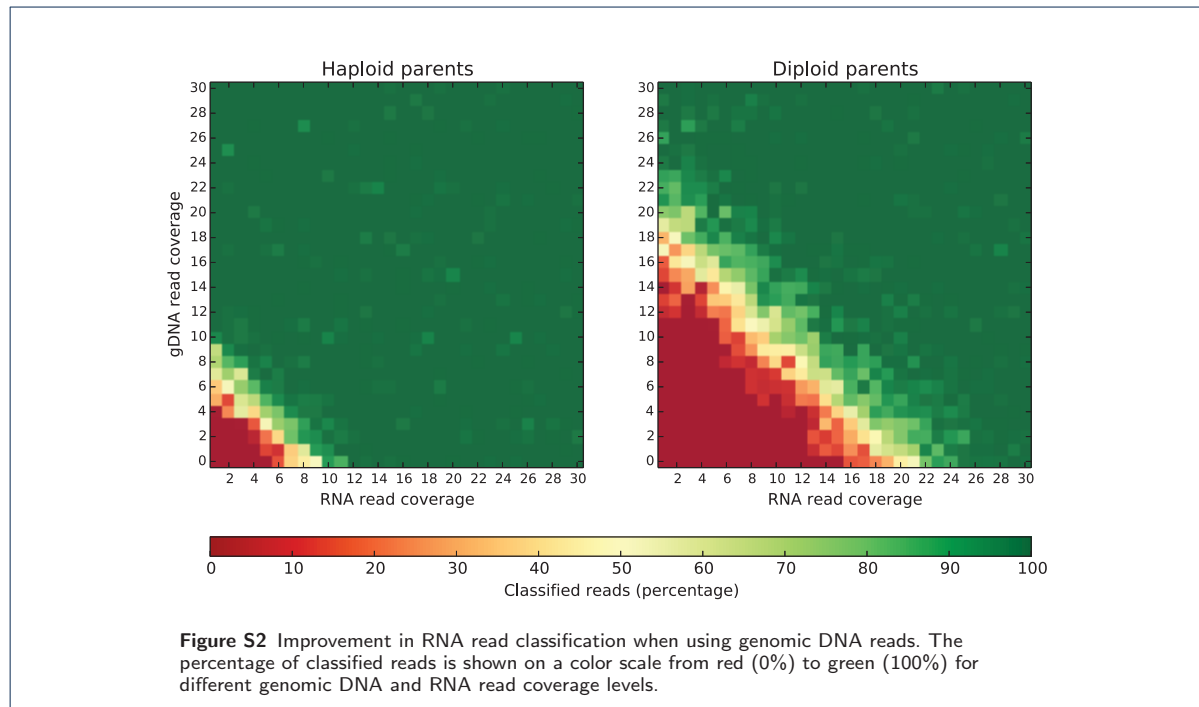 Haploid parents
Diploid parents
30
28
26
24
22
20
18
16
14
12
10
8
6
4
2
0
gDNA read coverage
2 4 6 8 10 12 14 16 18 20 22 24 26 28 30
RNA read coverage
30
28
26
24
22
20
18
16
14
12
10
8
6
4
2
0
2 4 6 8 10 12 14 16 18 20 22 24 26 28 30
RNA read coverage
0 10 20 30 40 50 60 70 80 90 100
Classified reads (percentage)
Figure S2 Improvement in RNA read classification when using genomic DNA reads. The
percentage of classified reads is shown on a color scale from red (0%) to green (100%) for
different genomic DNA and RNA read coverage levels.